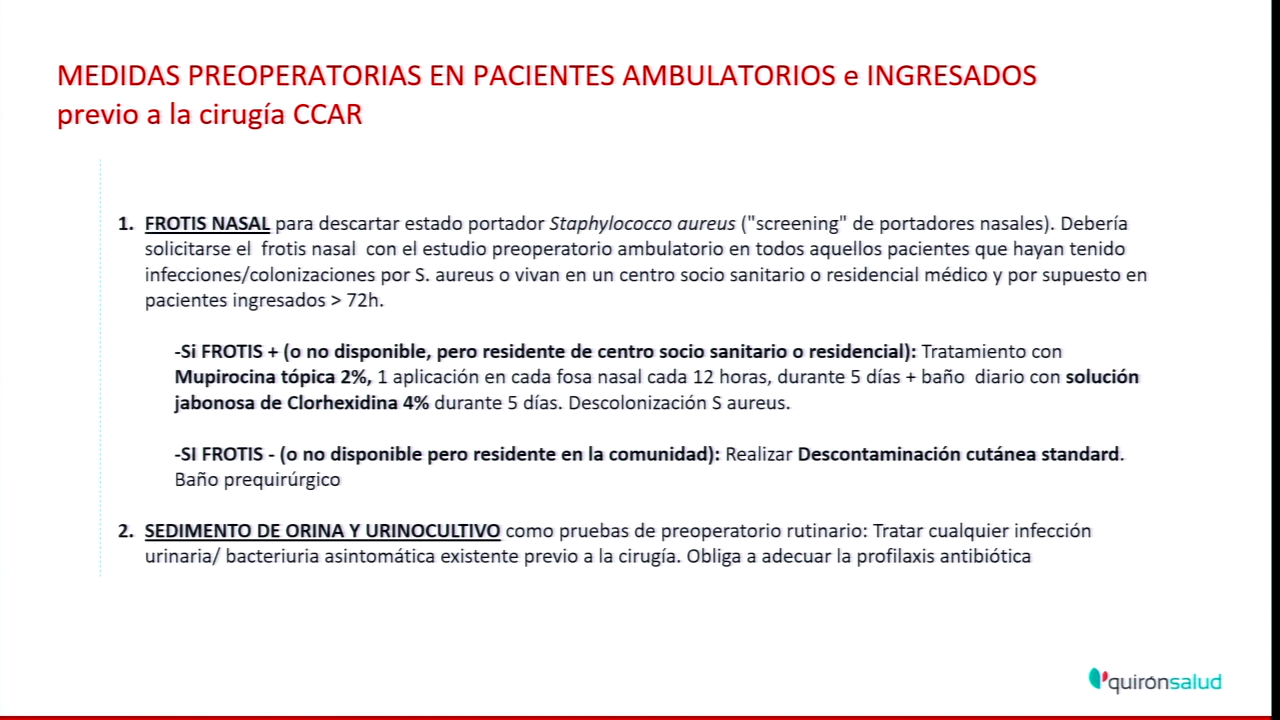 MEDIDAS PREOPERATORIAS EN PACIENTES AMBULATORIOS e INGRESADOS
previo a la cirugía CCAR
1. FROTIS NASAL para descartar estado portador Staphylococco aureus ("screening" de portadores nasales). Debería
solicitarse el frotis nasal con el estudio preoperatorio ambulatorio en todos aquellos pacientes que hayan tenido
infecciones/colonizaciones por S. aureus o vivan en un centro socio sanitario o residencial médico y por supuesto en
pacientes ingresados > 72h.
-Si FROTIS + (o no disponible, pero residente de centro socio sanitario o residencial): Tratamiento con
Mupirocina tópica 2%, 1 aplicación en cada fosa nasal cada 12 horas, durante 5 días + baño diario con solución
jabonosa de Clorhexidina 4% durante 5 días. Descolonización S aureus.
-SI FROTIS - (o no disponible pero residente en la comunidad): Realizar Descontaminación cutánea standard.
Baño prequirúrgico
2. SEDIMENTO DE ORINA Y URINOCULTIVO como pruebas de preoperatorio rutinario: Tratar cualquier infección
urinaria/ bacteriuria asintomática existente previo a la cirugía. Obliga a adecuar la profilaxis antibiótica
quirónsalud